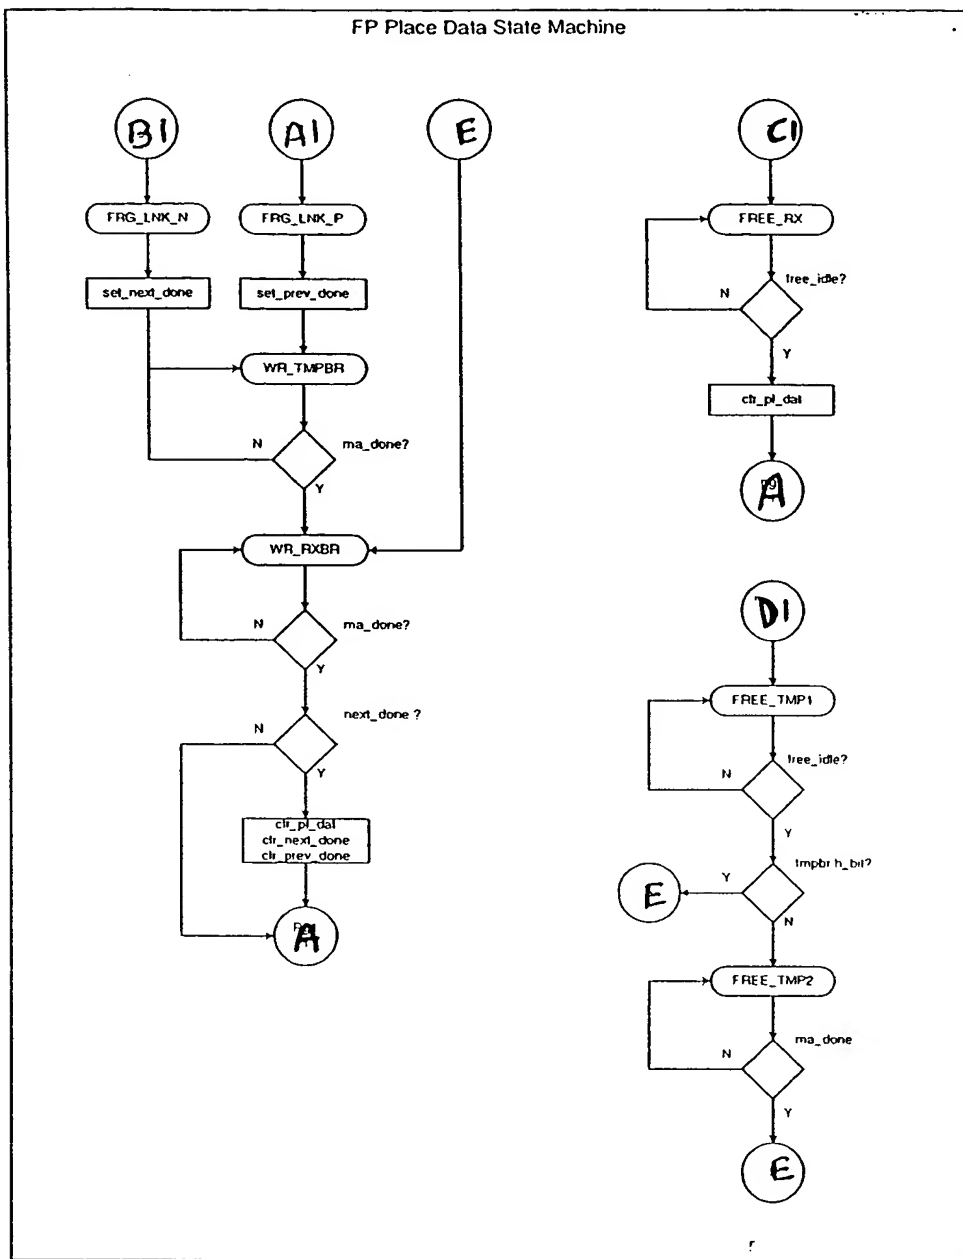 FP Place Data State Machine
B1
A1
E
C1
FRG_LNK_N
FRG_LNK_P
FREE_RX
free_idle?
set_next_done
set_prev_done
N
Y
WR_TMPBR
clr_pl_dat
N
ma_done?
Y
A
WR_RXBR
D1
N
ma_done?
Y
FREE_TMP1
next_done ?
N
Y
free_idle?
N
Y
clr_pl_dat
clr_next_done
clr_prev_done
tmpbr h_bit?
Y
E
N
A
FREE_TMP2
ma_done
N
Y
E